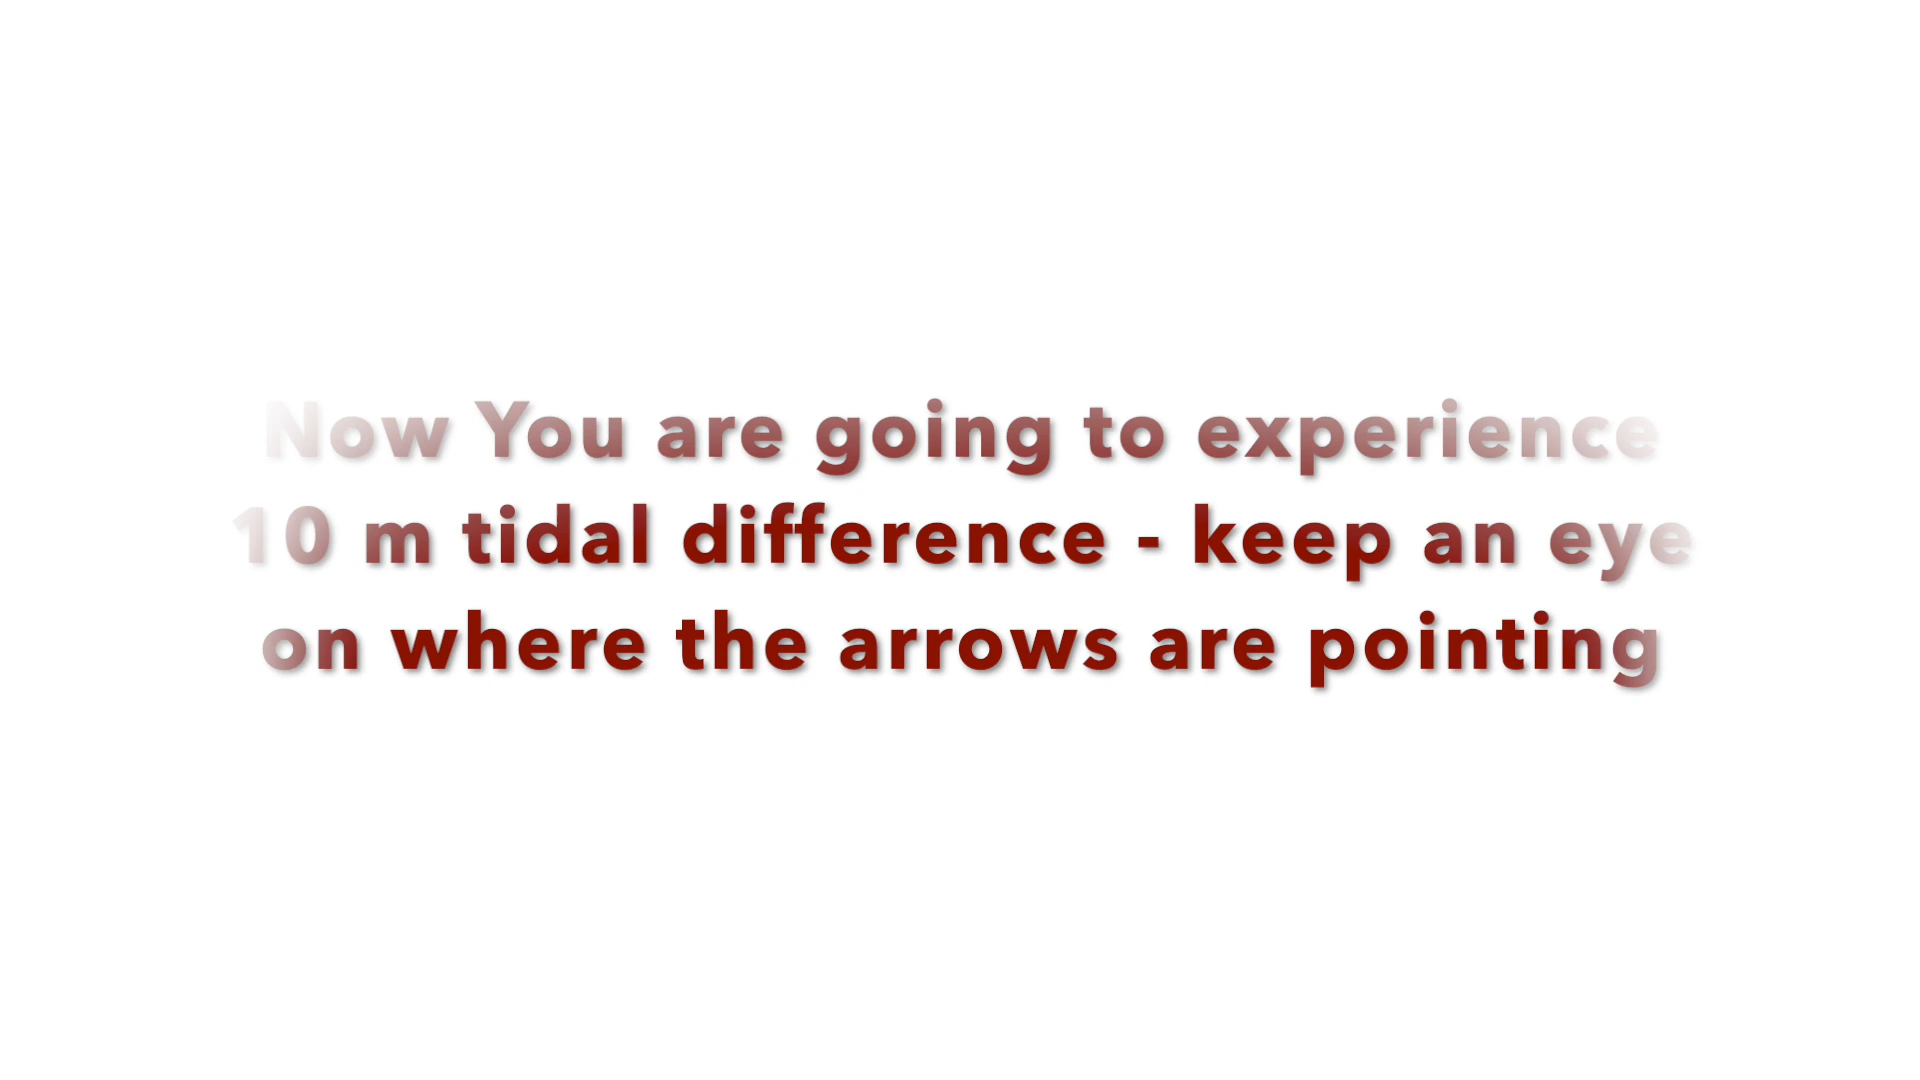 Now You are going to experience
10 m tidal difference - keep an eye
on where the arrows are pointing